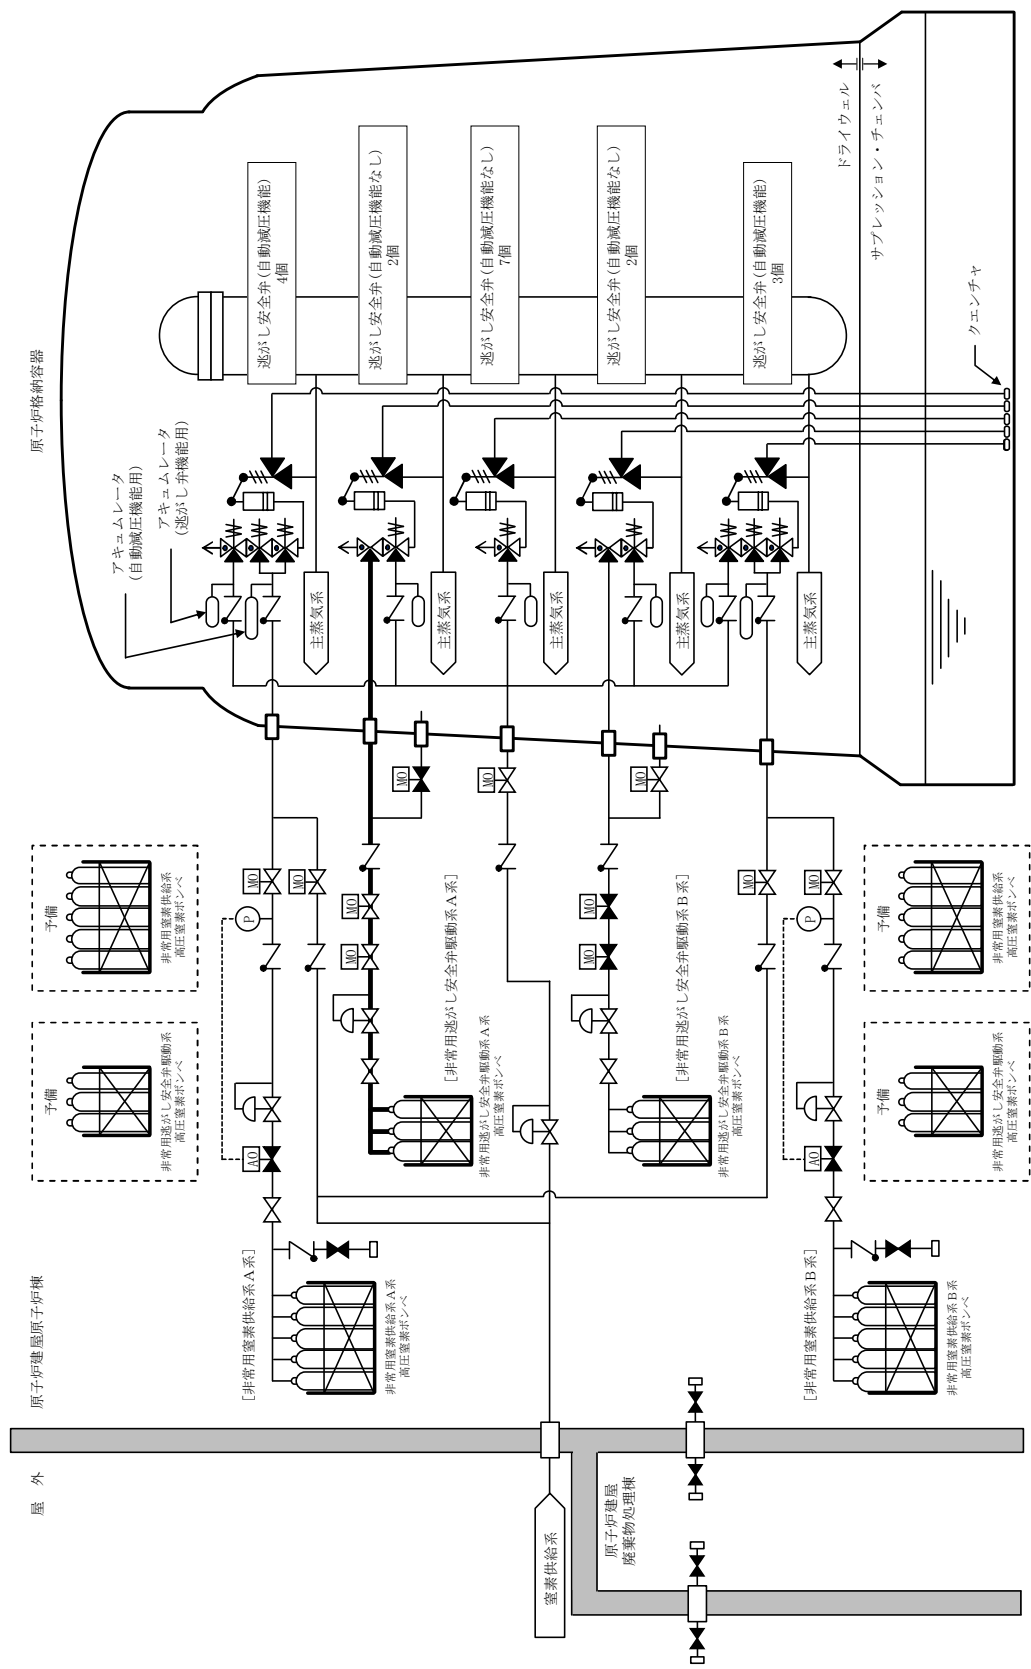 屋 外
原子炉建屋原子炉棟
原子炉格納容器
予備
非常用逃がし安全弁駆動系
高圧窒素ボンベ
予備
非常用窒素供給系
高圧窒素ボンベ
アキュムレータ
(自動減圧機能用)
アキュムレータ
(逃がし弁機能用)
[非常用窒素供給系A系]
非常用窒素供給系A系
高圧窒素ボンベ
AO
P
MO
MO
主蒸気系
逃がし安全弁(自動減圧機能)
4個
MO
MO
MO
主蒸気系
逃がし安全弁(自動減圧機能なし)
2個
[非常用逃がし安全弁駆動系A系]
非常用逃がし安全弁駆動系A系
高圧窒素ボンベ
MO
主蒸気系
逃がし安全弁(自動減圧機能なし)
7個
窒素供給系
原子炉建屋
廃棄物処理棟
MO
MO
MO
主蒸気系
逃がし安全弁(自動減圧機能なし)
2個
[非常用逃がし安全弁駆動系B系]
非常用逃がし安全弁駆動系B系
高圧窒素ボンベ
MO
主蒸気系
逃がし安全弁(自動減圧機能)
3個
[非常用窒素供給系B系]
AO
P
MO
非常用窒素供給系B系
高圧窒素ボンベ
ドライウェル
サプレッション・チェンバ
クエンチャ
予備
非常用逃がし安全弁駆動系
高圧窒素ボンベ
予備
非常用窒素供給系
高圧窒素ボンベ